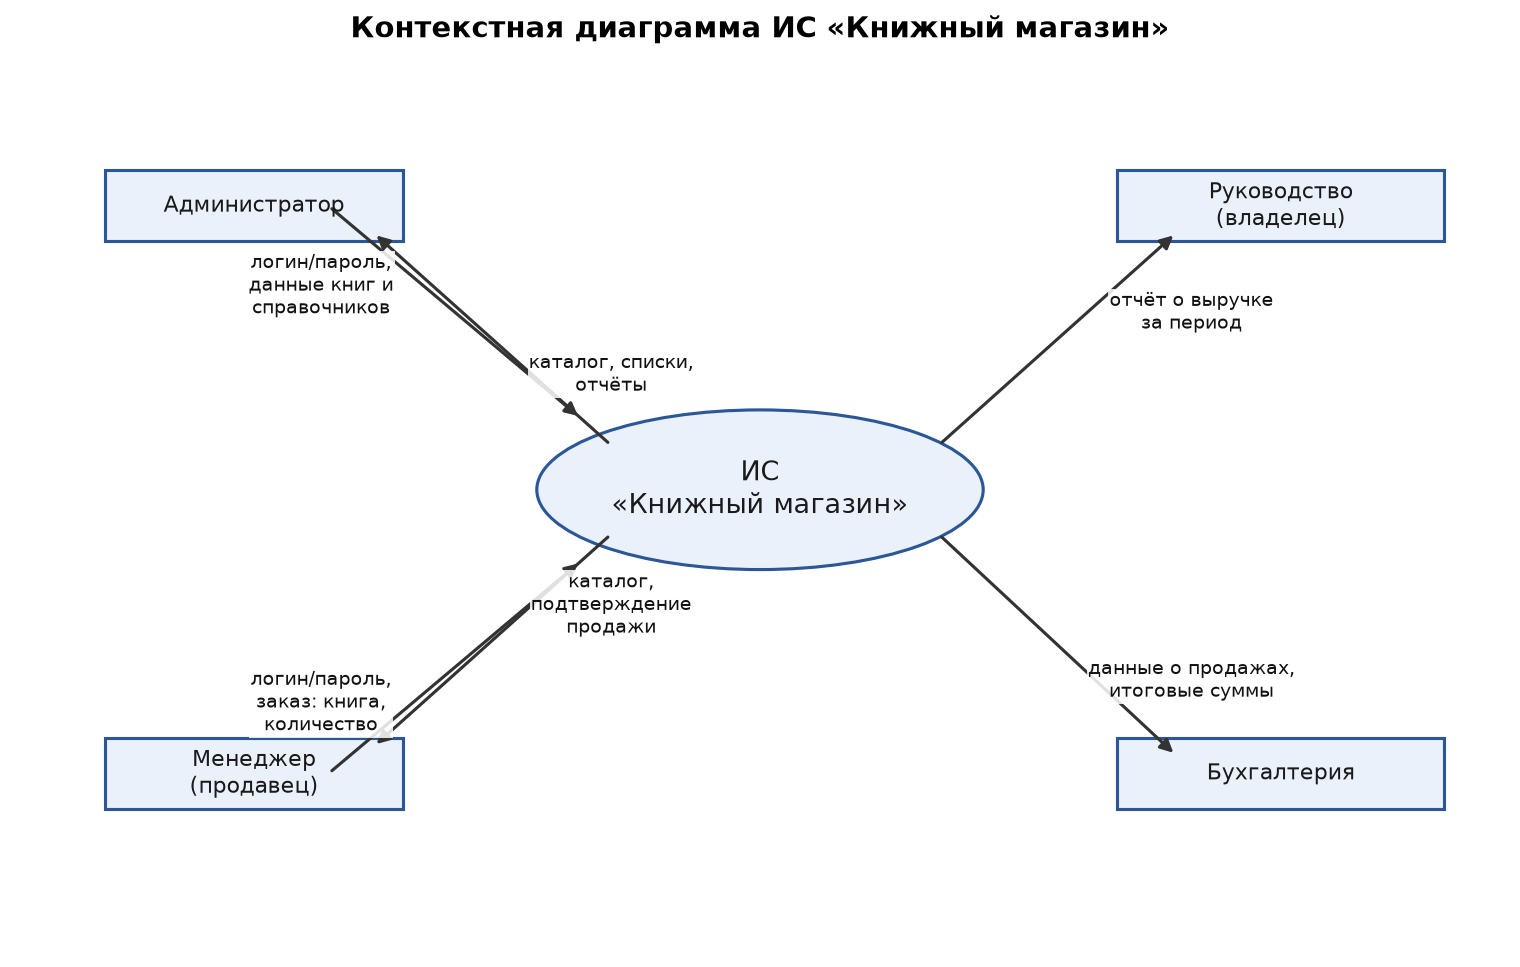 Контекстная диаграмма ИС «Книжный магазин»
Администратор
Руководство
(владелец)
логин/пароль,
данные книг и
справочников
отчёт о выручке
за период
каталог, списки,
отчёты
ИС
«Книжный магазин»
каталог,
подтверждение
продажи
логин/пароль,
заказ: книга,
количество
данные о продажах,
итоговые суммы
Менеджер
(продавец)
Бухгалтерия